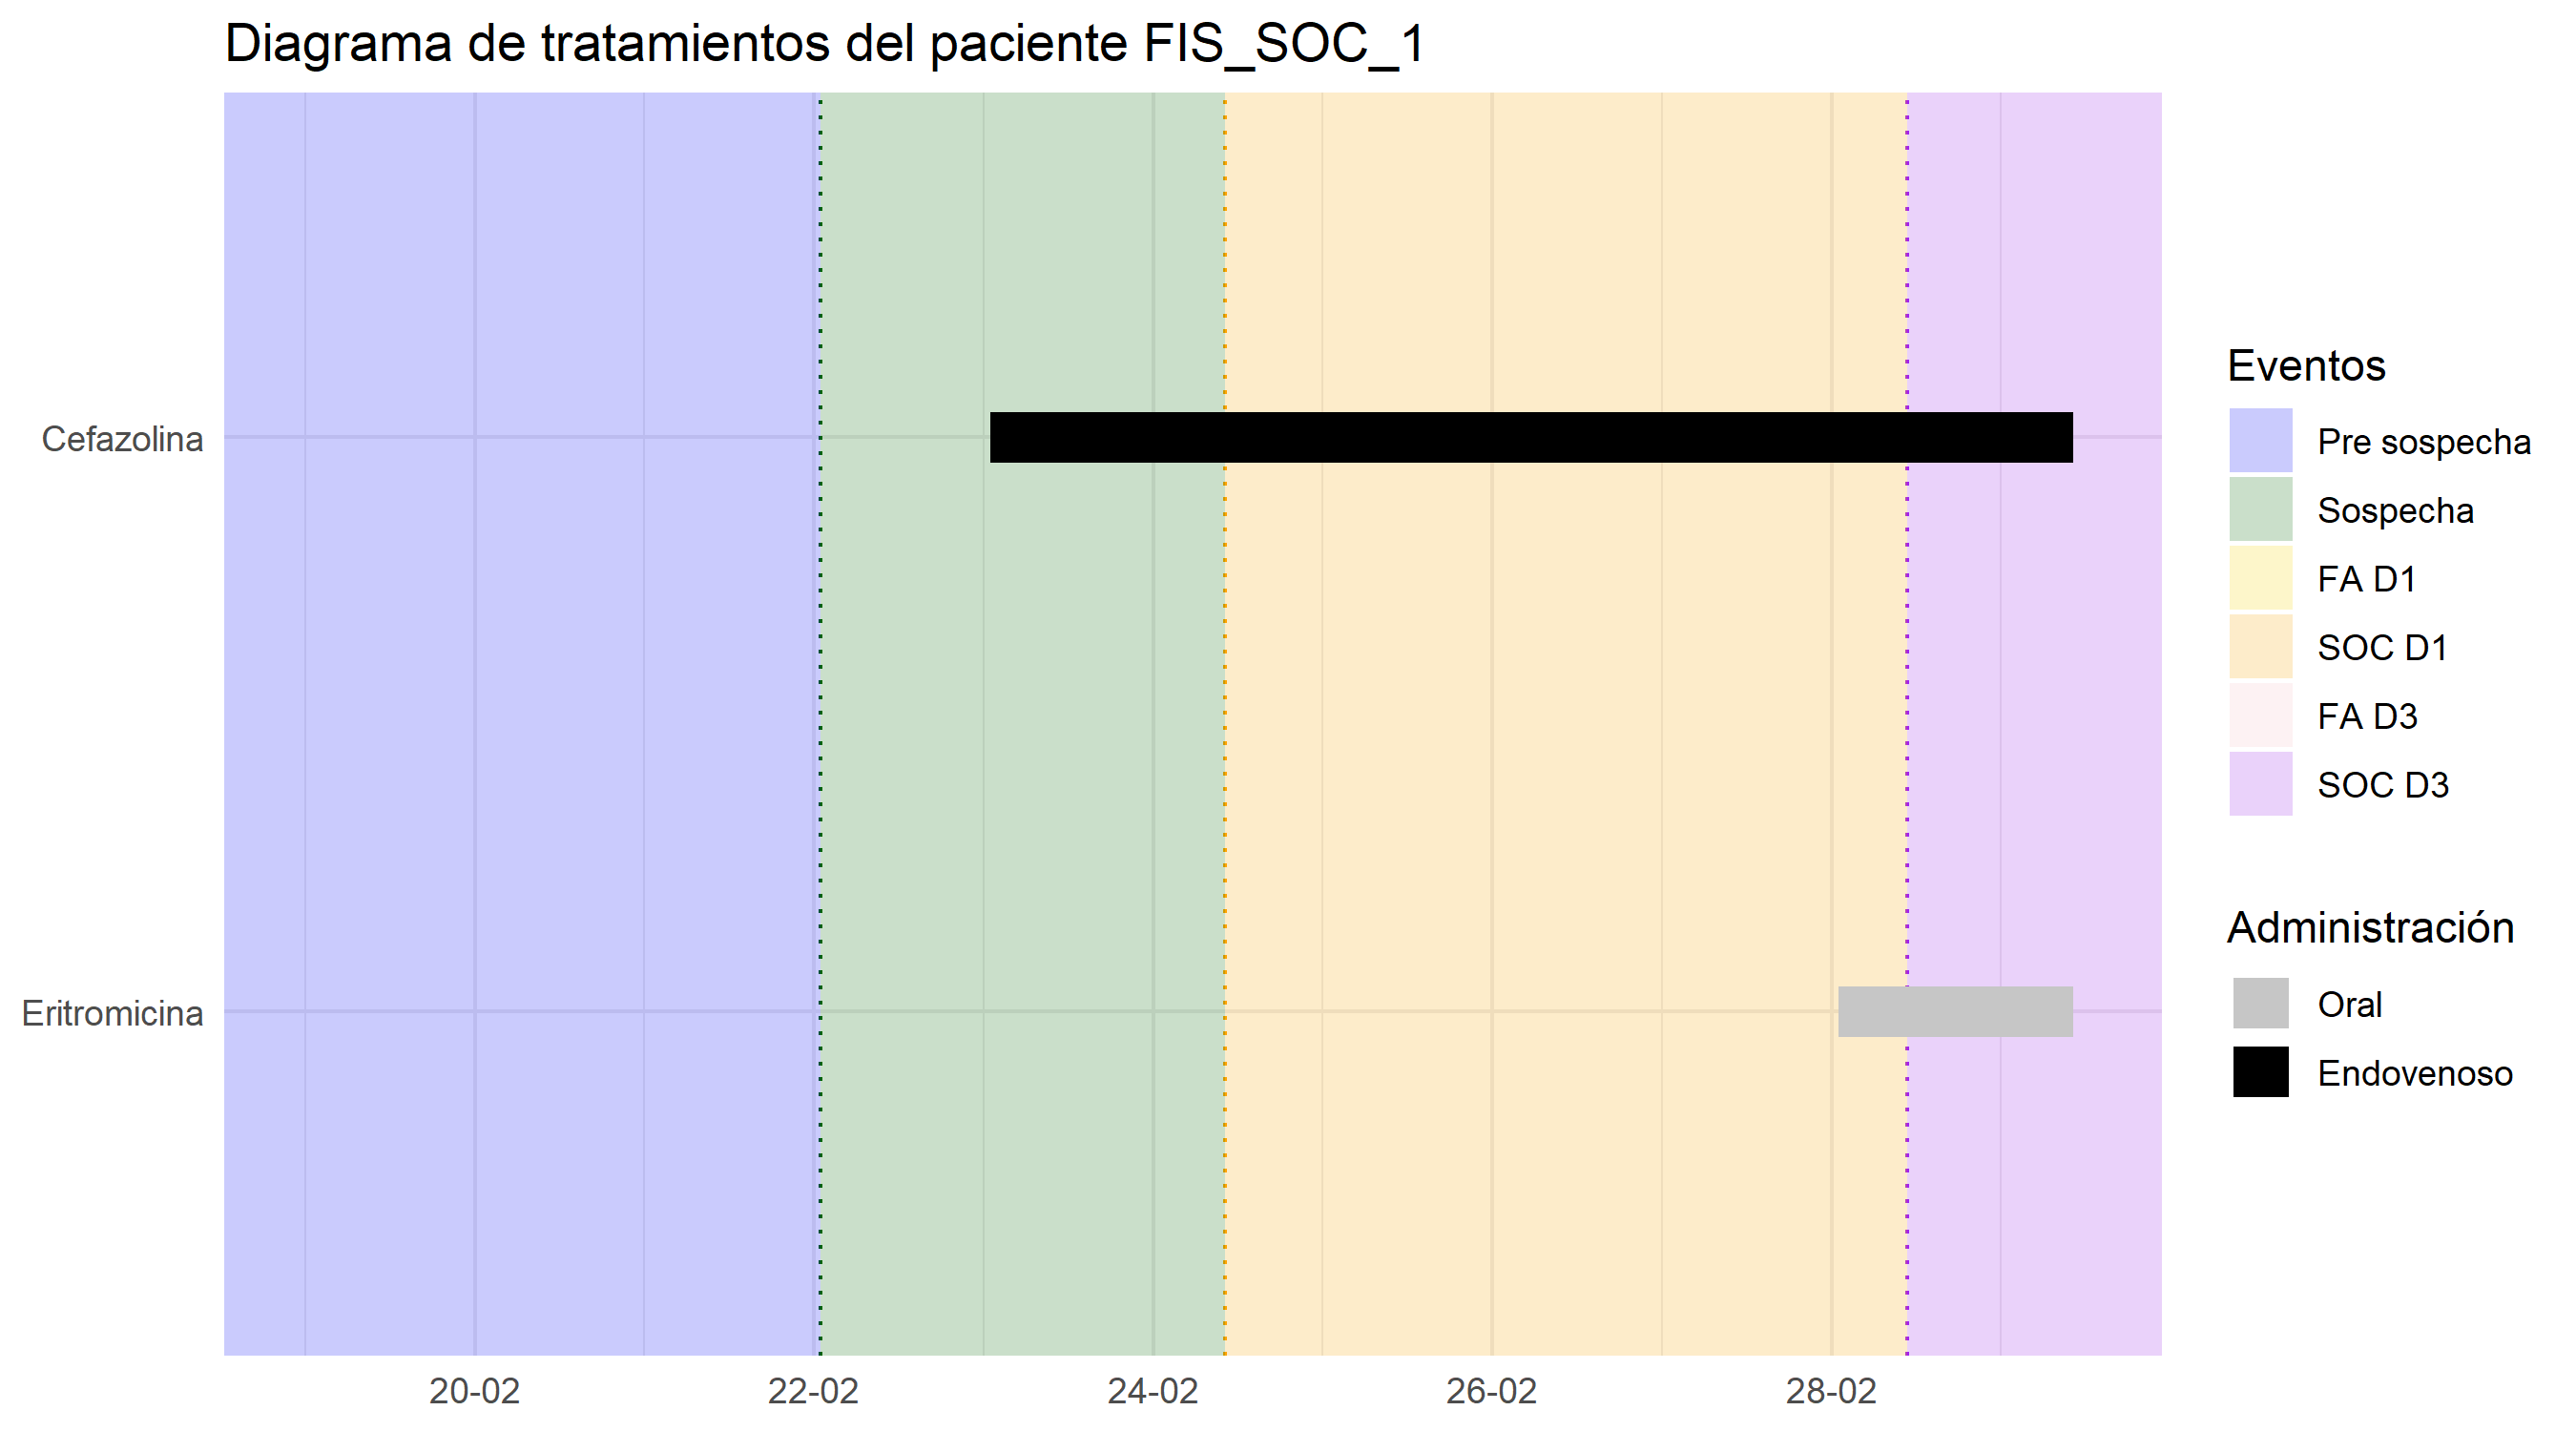 Diagrama de tratamientos del paciente FIS_SOC_1
Cefazolina
Eritromicina
20-02
22-02
24-02
26-02
28-02
Eventos
Pre sospecha
Sospecha
FA D1
SOC D1
FA D3
SOC D3
Administración
Oral
Endovenoso